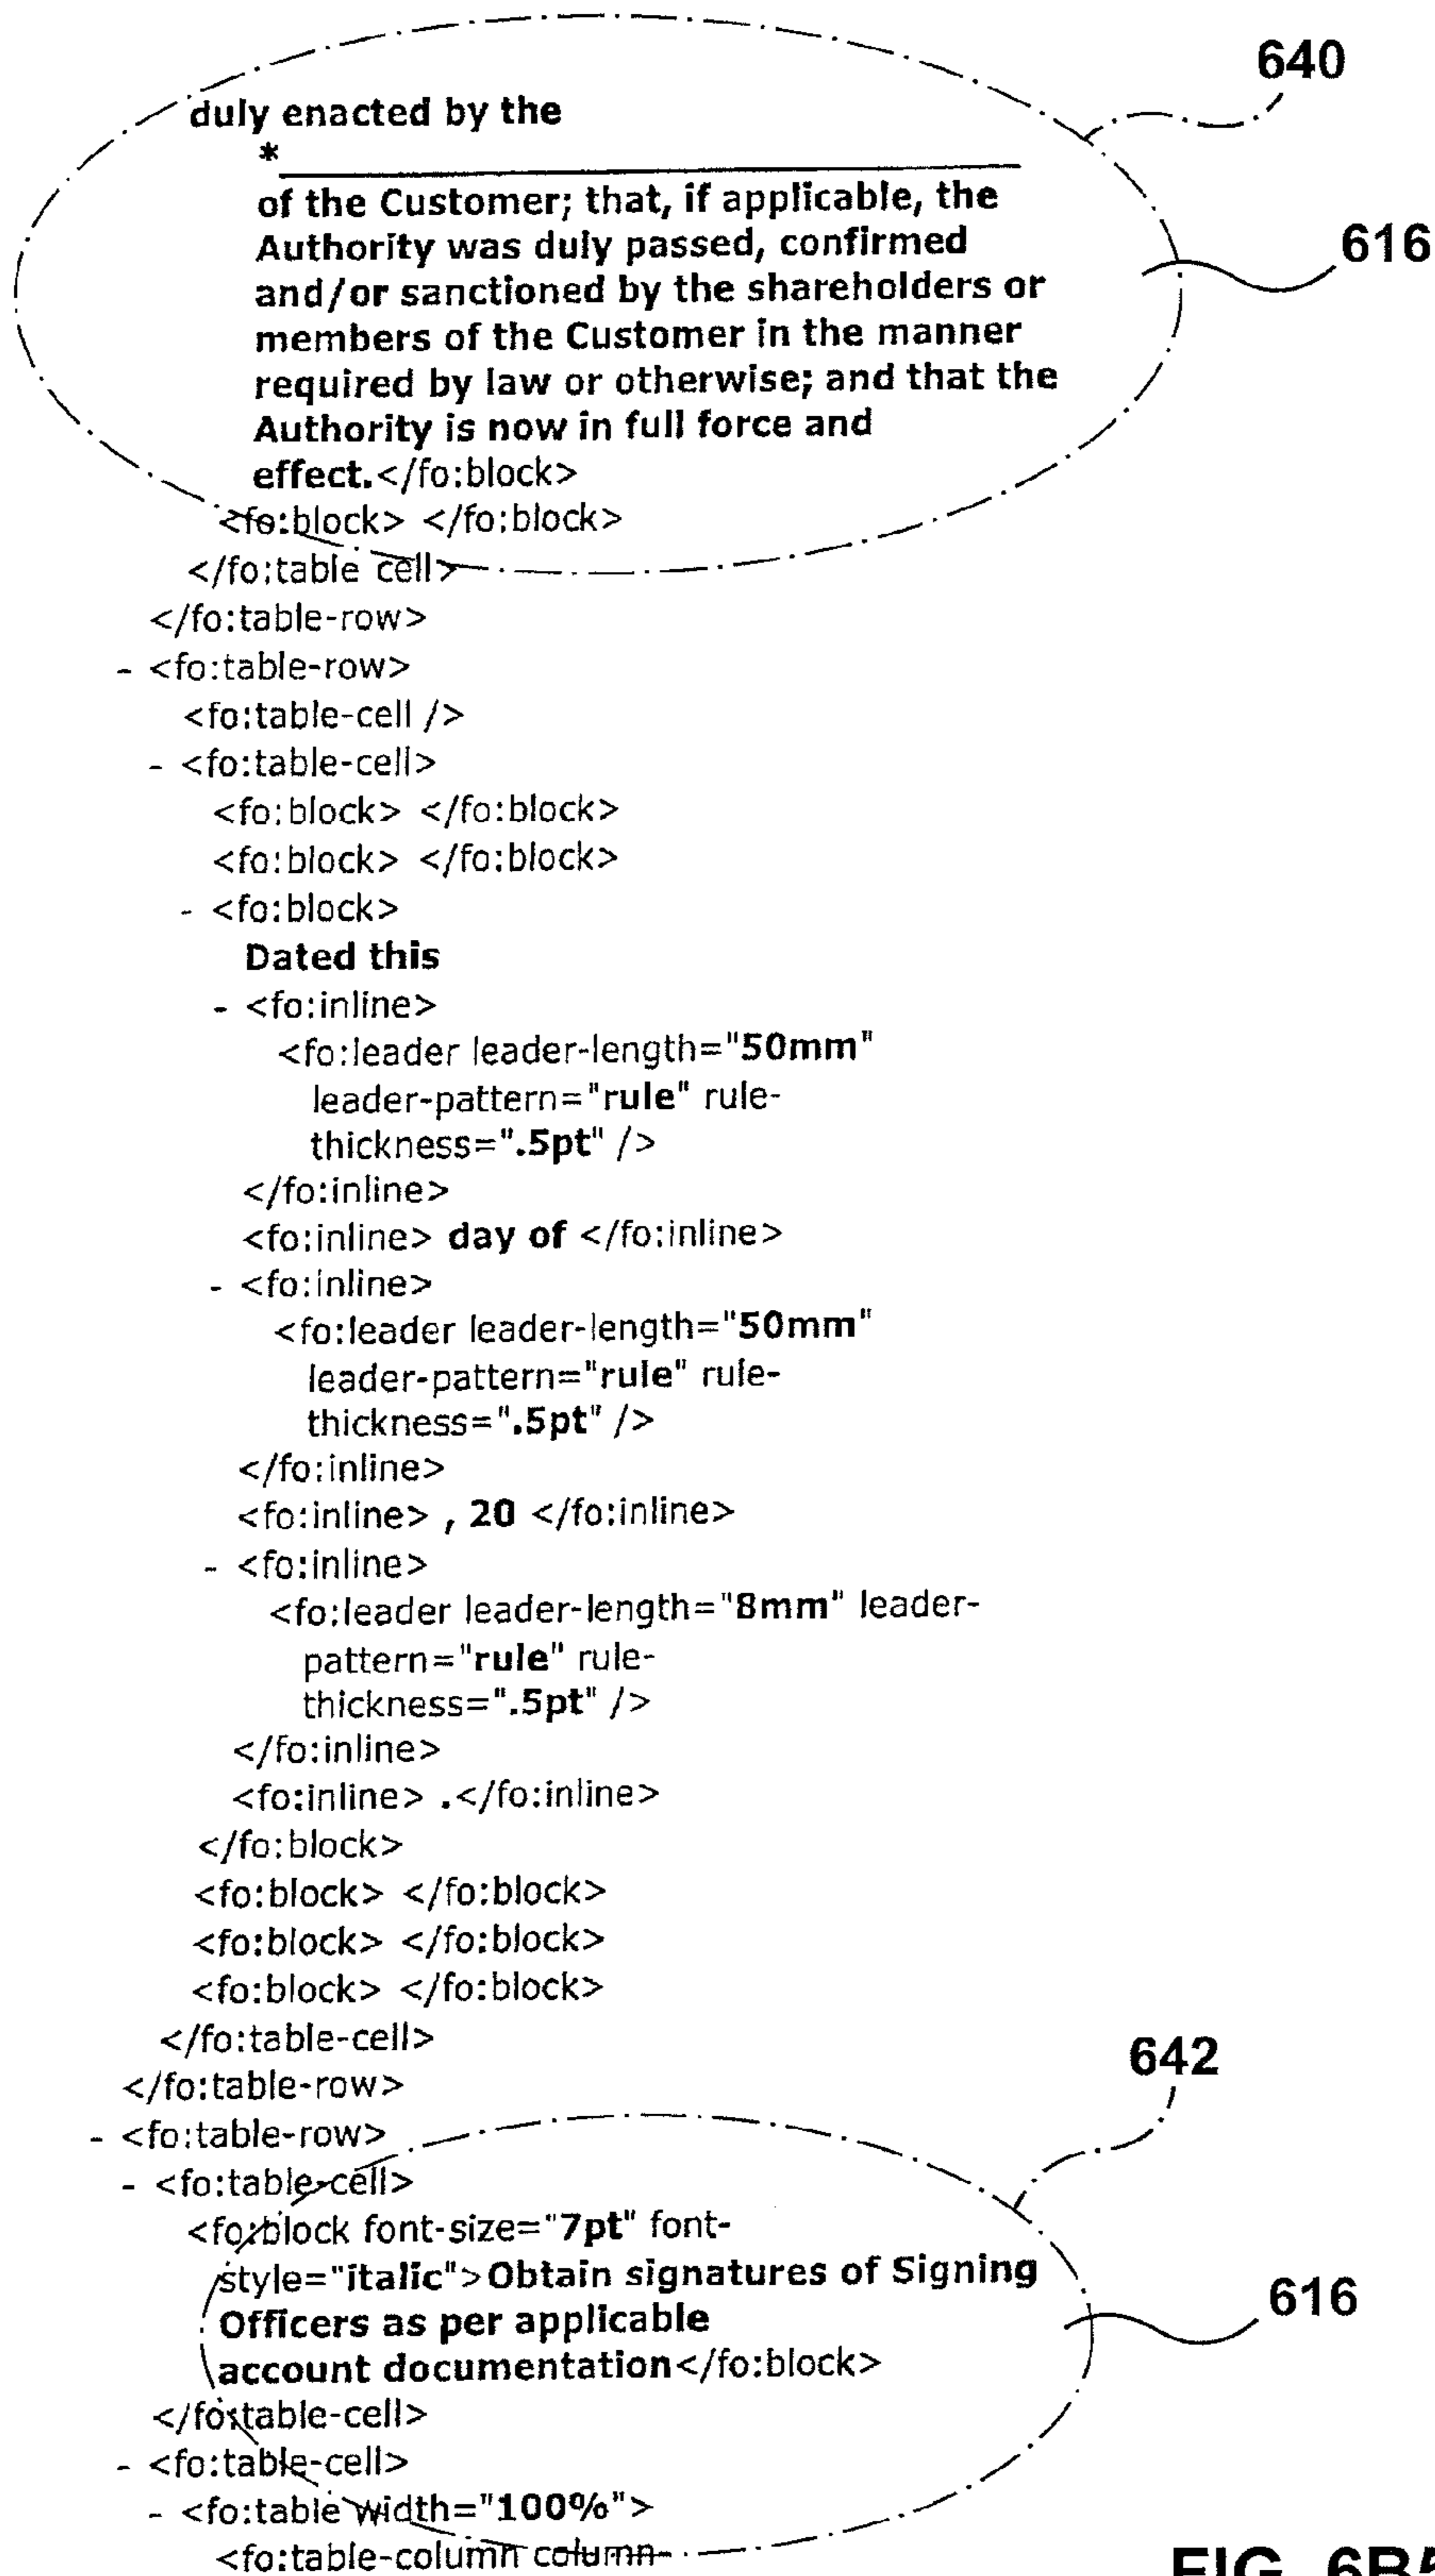 640
duly enacted by the
*
of the Customer; that, if applicable, the
616
Authority was duly passed, confirmed
and/or sanctioned by the shareholders or
members of the Customer in the manner
required by law or otherwise; and that the
Authority is now in full force and
effect.</fo:block>
<fo:block> </fo:block>
</fo:table cell>
</fo:table-row>
- <fo:table-row>
<fo:table-cell />
- <fo:table-cell>
<fo:block> </fo:block>
<fo:block> </fo:block>
- <fo:block>
Dated this
- <fo:inline>
<fo:leader leader-length="50mm"
leader-pattern="rule" rule-
thickness=".5pt" />
</fo:inline>
<fo:inline> day of </fo:inline>
- <fo:inline>
<fo:leader leader-length="50mm"
leader-pattern="rule" rule-
thickness=".5pt" />
</fo:inline>
<fo:inline> , 20 </fo:inline>
- <fo:inline>
<fo:leader leader-length="8mm" leader-
pattern="rule" rule-
thickness=".5pt" />
</fo:inline>
<fo:inline> .</fo:inline>
</fo:block>
<fo:block> </fo:block>
<fo:block> </fo:block>
<fo:block> </fo:block>
</fo:table-cell>
642
</fo:table-row>
- <fo:table-row>
- <fo:table-cell>
<fo:block font-size="7pt" font-
style="italic">Obtain signatures of Signing
616
Officers as per applicable
account documentation</fo:block>
</fo:table-cell>
- <fo:table-cell>
- <fo:table width="100%">
<fo:table-column column-
FIG. 6B5